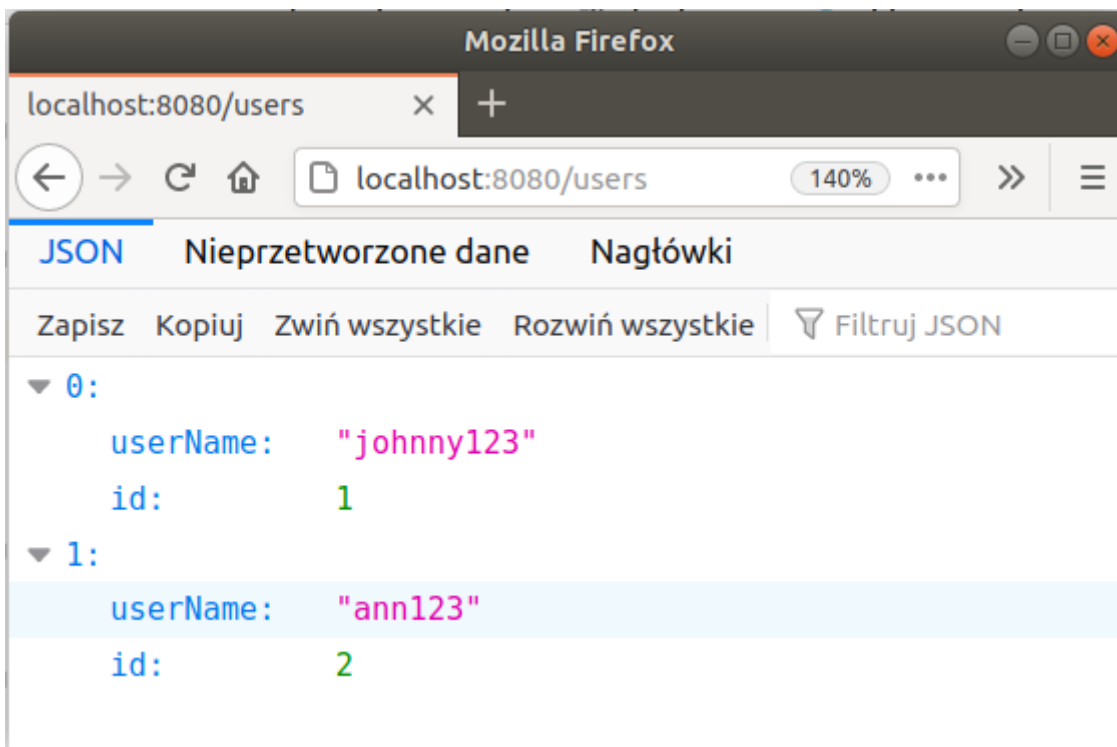 Mozilla Firefox
localhost:8080/users
localhost:8080/users 140%
JSON Nieprzetworzone dane Nagłówki
Zapisz Kopiuj Zwiń wszystkie Rozwiń wszystkie Filtruj JSON
0:
userName: "johnny123"
id: 1
1:
userName: "ann123"
id: 2